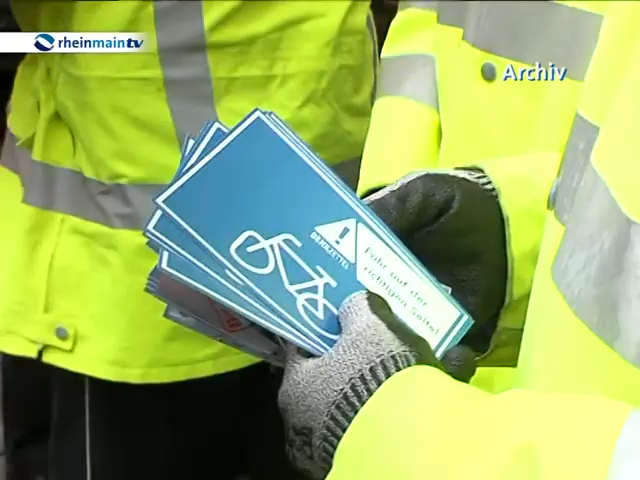 rheinmaintv
Archiv
DENKZETTEL
Fahr auf der
richtigen Seite!